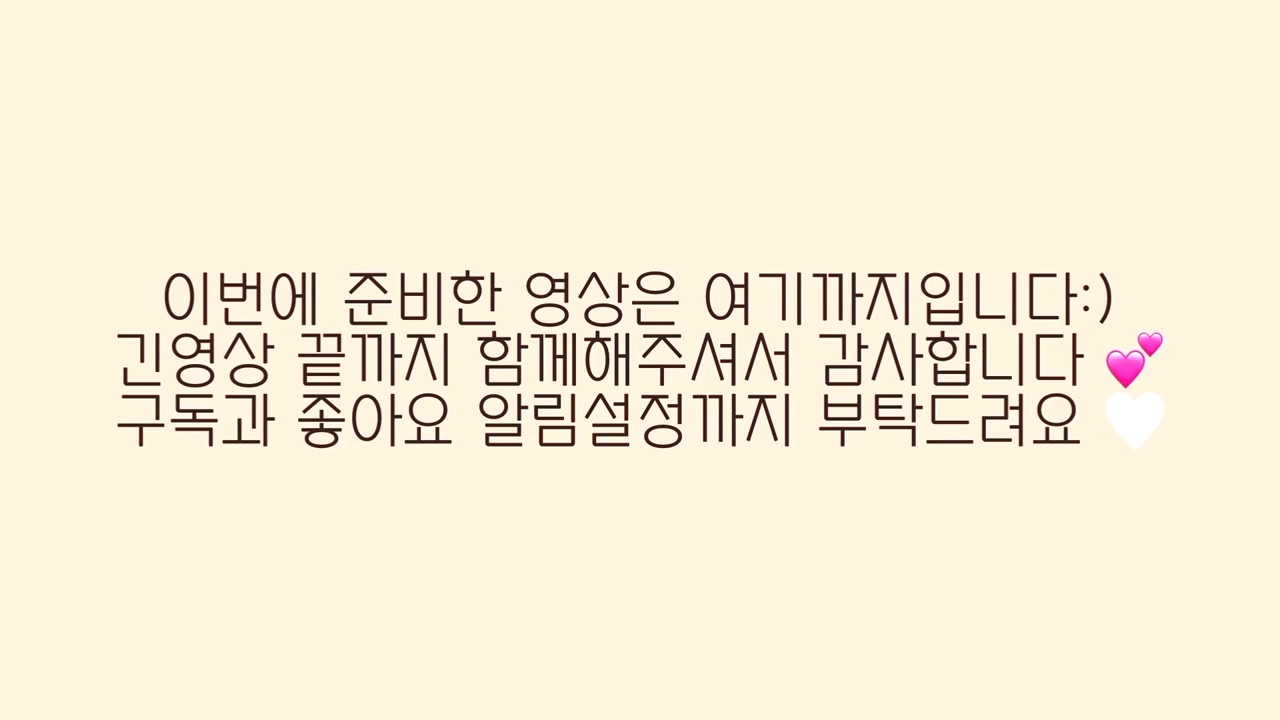 이번에 준비한 영상은 여기까지입니다:)
긴영상 끝까지 함께해주셔서 감사합니다 💕
구독과 좋아요 알림설정까지 부탁드려요 🤍